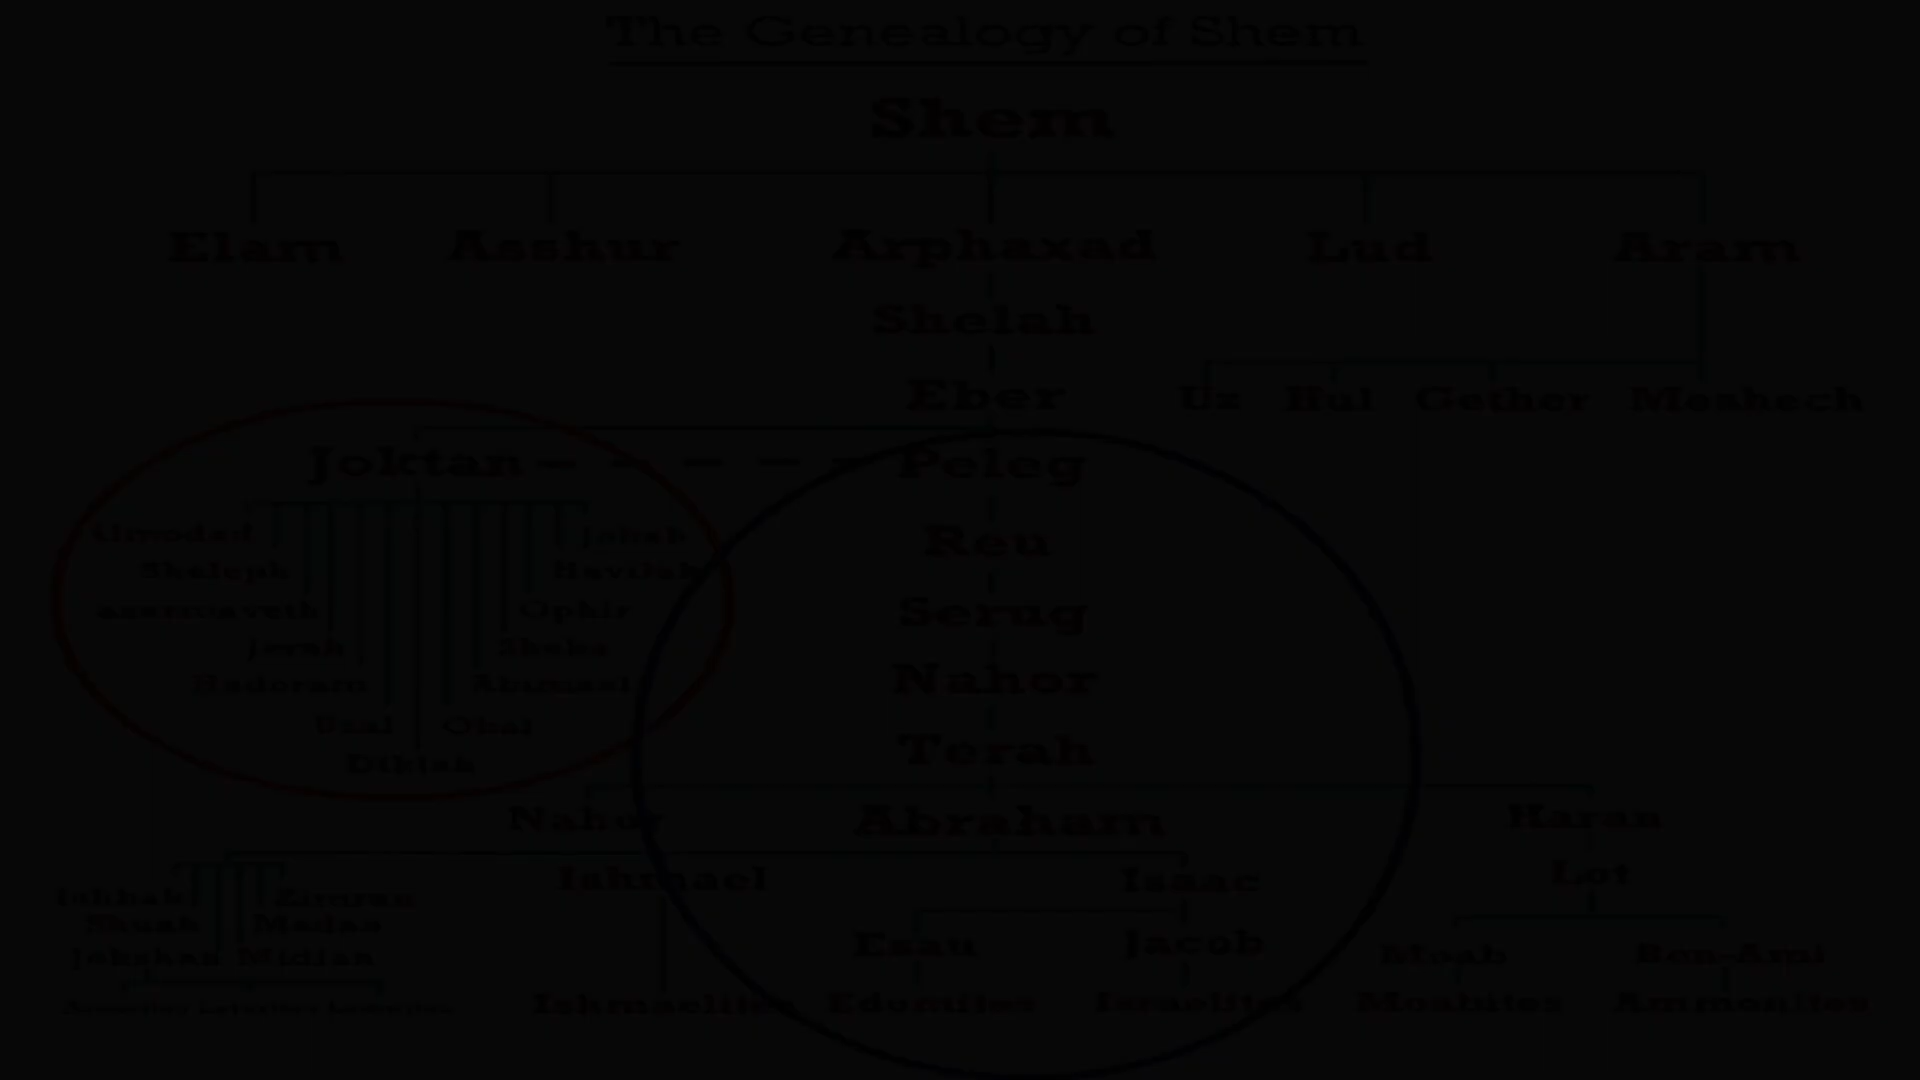 The Genealogy of Shem
Shem
Elam Asshur Arphaxad Lud Aram
Shelah
Eber
Uz Hul Gether Meshech
Joktan Peleg
Almodad Jobab
Sheleph Havilah
Reu
Ophir
Serug
Jerah Sheba
Hadoram Abimael
Nahor
Uzal Obal
Terah
Diklah
Nahor Abraham Haran
Ishmael Isaac Lot
Ishbak Zimran
Shuah Medan
Esau Jacob
Jokshan Midian
Moab Ben-Ami
Ishmaelites Edumites Israelites Moabites Ammonites